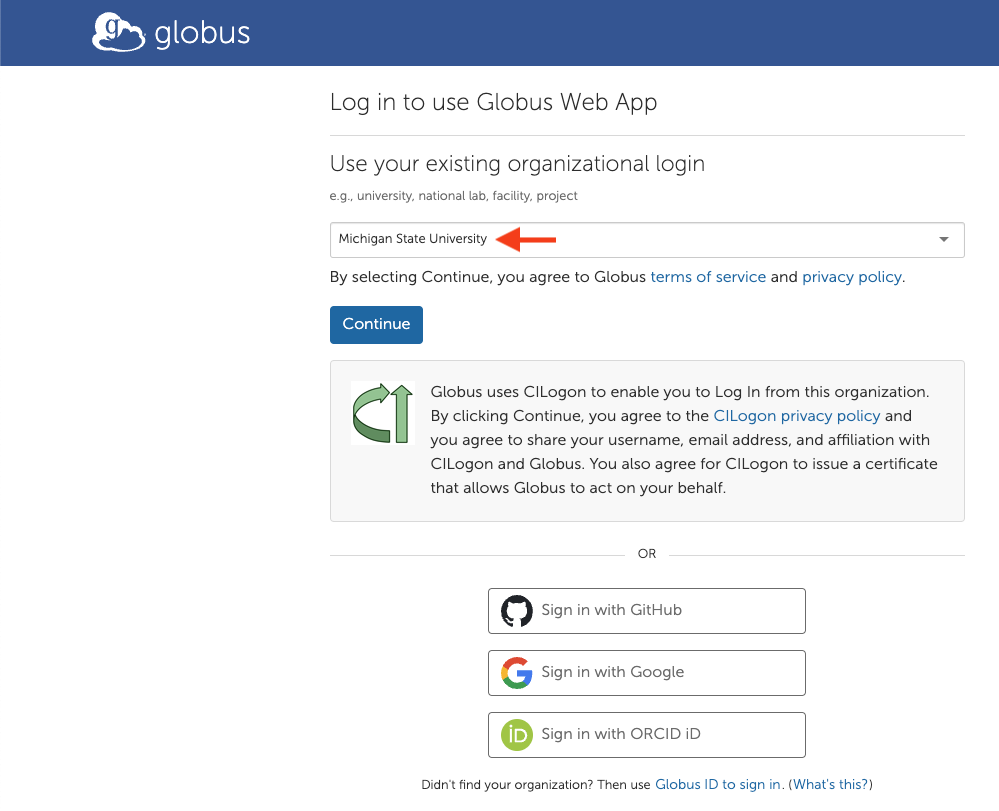 globus
Log in to use Globus Web App
Use your existing organizational login
e.g., university, national lab, facility, project
Michigan State University
By selecting Continue, you agree to Globus terms of service and privacy policy.
Continue
Globus uses CILogon to enable you to Log In from this organization.
By clicking Continue, you agree to the CILogon privacy policy and
you agree to share your username, email address, and affiliation with
CILogon and Globus. You also agree for CILogon to issue a certificate
that allows Globus to act on your behalf.
OR
Sign in with GitHub
Sign in with Google
iD Sign in with ORCID iD
Didn't find your organization? Then use Globus ID to sign in. (What's this?)